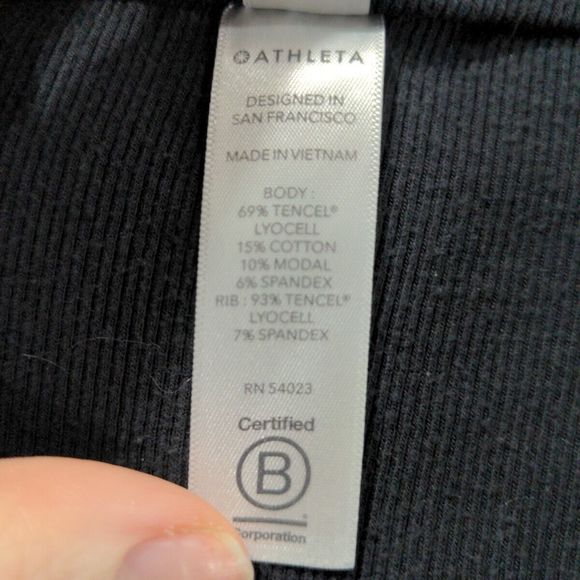 ATHLETA
DESIGNED IN
SAN FRANCISCO
MADE IN VIETNAM
BODY :
69% TENCEL®
LYOCELL
15% COTTON
10% MODAL
6% SPANDEX
RIB : 93% TENCEL®
LYOCELL
7% SPANDEX
RN 54023
Certified
B
Corporation